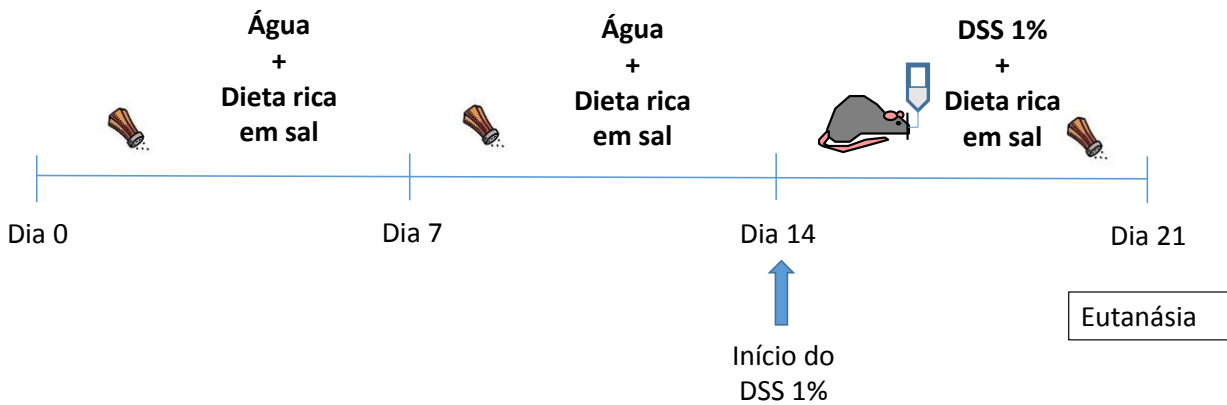 Água
+
Dieta rica
em sal
Água
+
Dieta rica
em sal
DSS 1%
+
Dieta rica
em sal
Dia 0
Dia 7
Dia 14
Dia 21
Eutanásia
Início do
DSS 1%